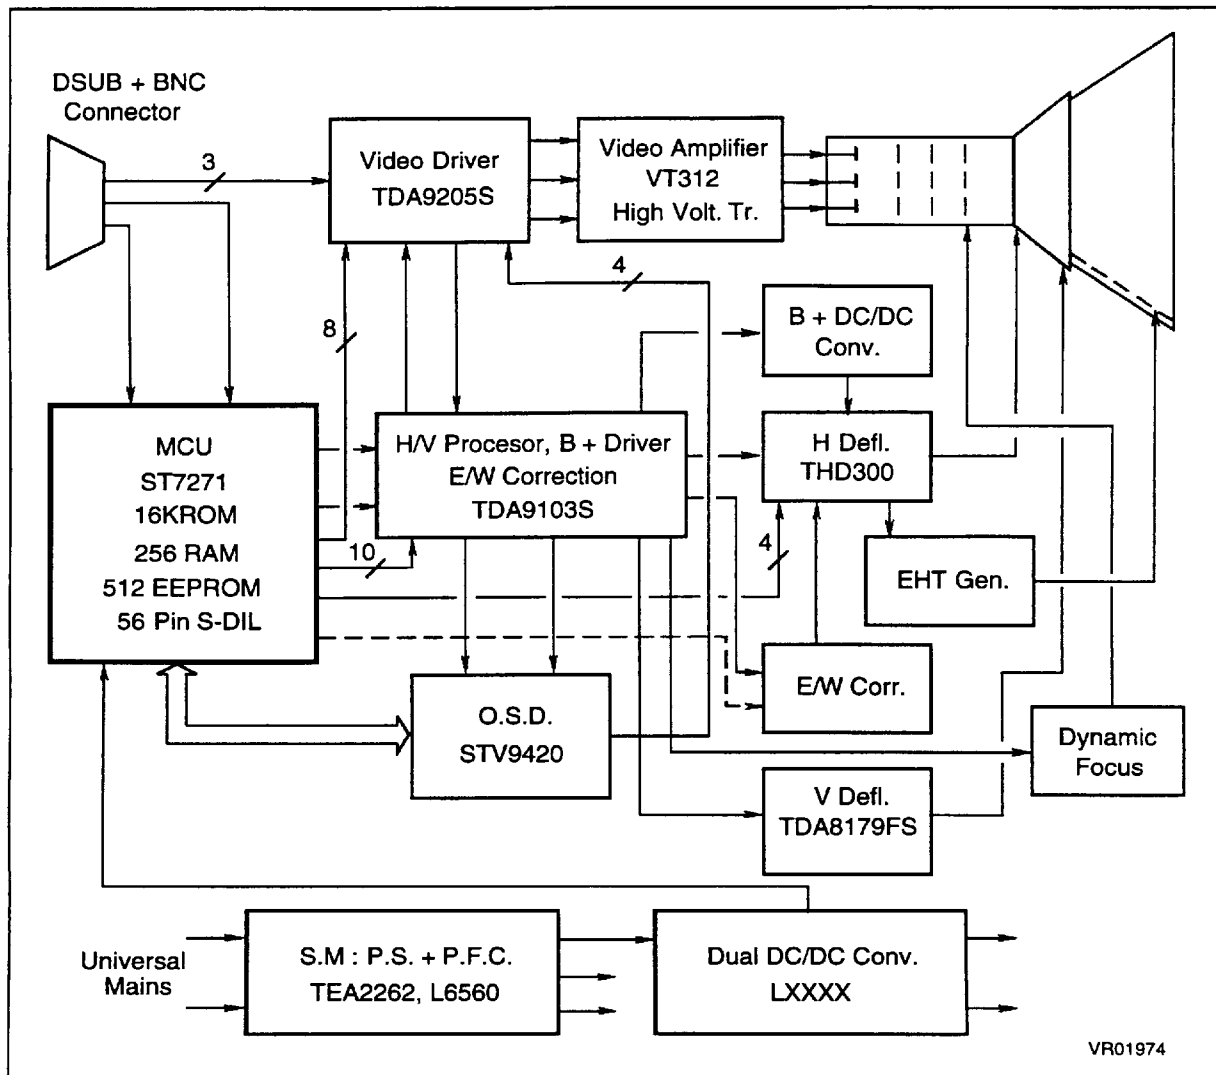 DSUB + BNC
Connector
3
Video Driver
TDA9205S
Video Amplifier
VT312
High Volt. Tr.
4
8
B + DC/DC
Conv.
MCU
ST7271
16KROM
256 RAM
512 EEPROM
56 Pin S-DIL
H/V Procesor, B + Driver
E/W Correction
TDA9103S
H Defl.
THD300
10
4
EHT Gen.
E/W Corr.
O.S.D.
STV9420
Dynamic
Focus
V Defl.
TDA8179FS
Universal
Mains
S.M : P.S. + P.F.C.
TEA2262, L6560
Dual DC/DC Conv.
LXXXX
VR01974